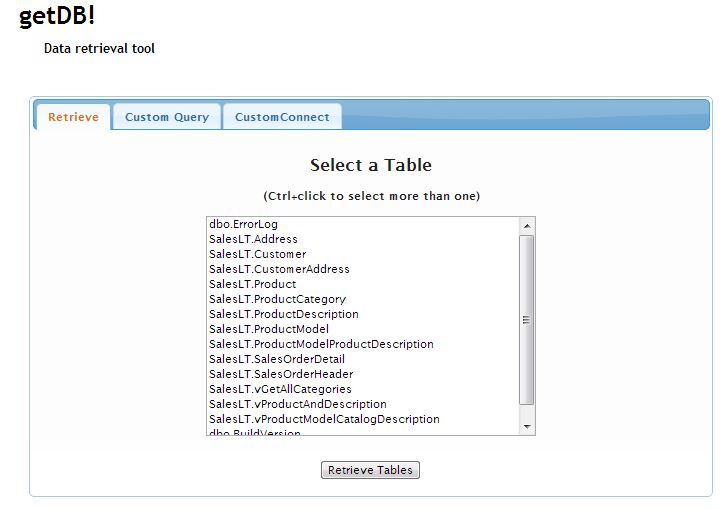 getDB!
Data retrieval tool
Retrieve
Custom Query
CustomConnect
Select a Table
(Ctrl+click to select more than one)
dbo.ErrorLog
SalesLT.Address
SalesLT.Customer
SalesLT.CustomerAddress
SalesLT.Product
SalesLT.ProductCategory
SalesLT.ProductDescription
SalesLT.ProductModel
SalesLT.ProductModelProductDescription
SalesLT.SalesOrderDetail
SalesLT.SalesOrderHeader
SalesLT.vGetAllCategories
SalesLT.vProductAndDescription
SalesLT.vProductModelCatalogDescription
dbo.BuildVersion
Retrieve Tables